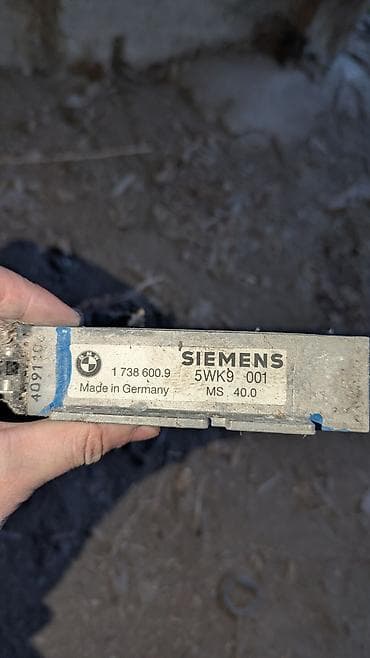 1 738 600.9
Made in Germany
SIEMENS
5WK9 001
MS 40.0